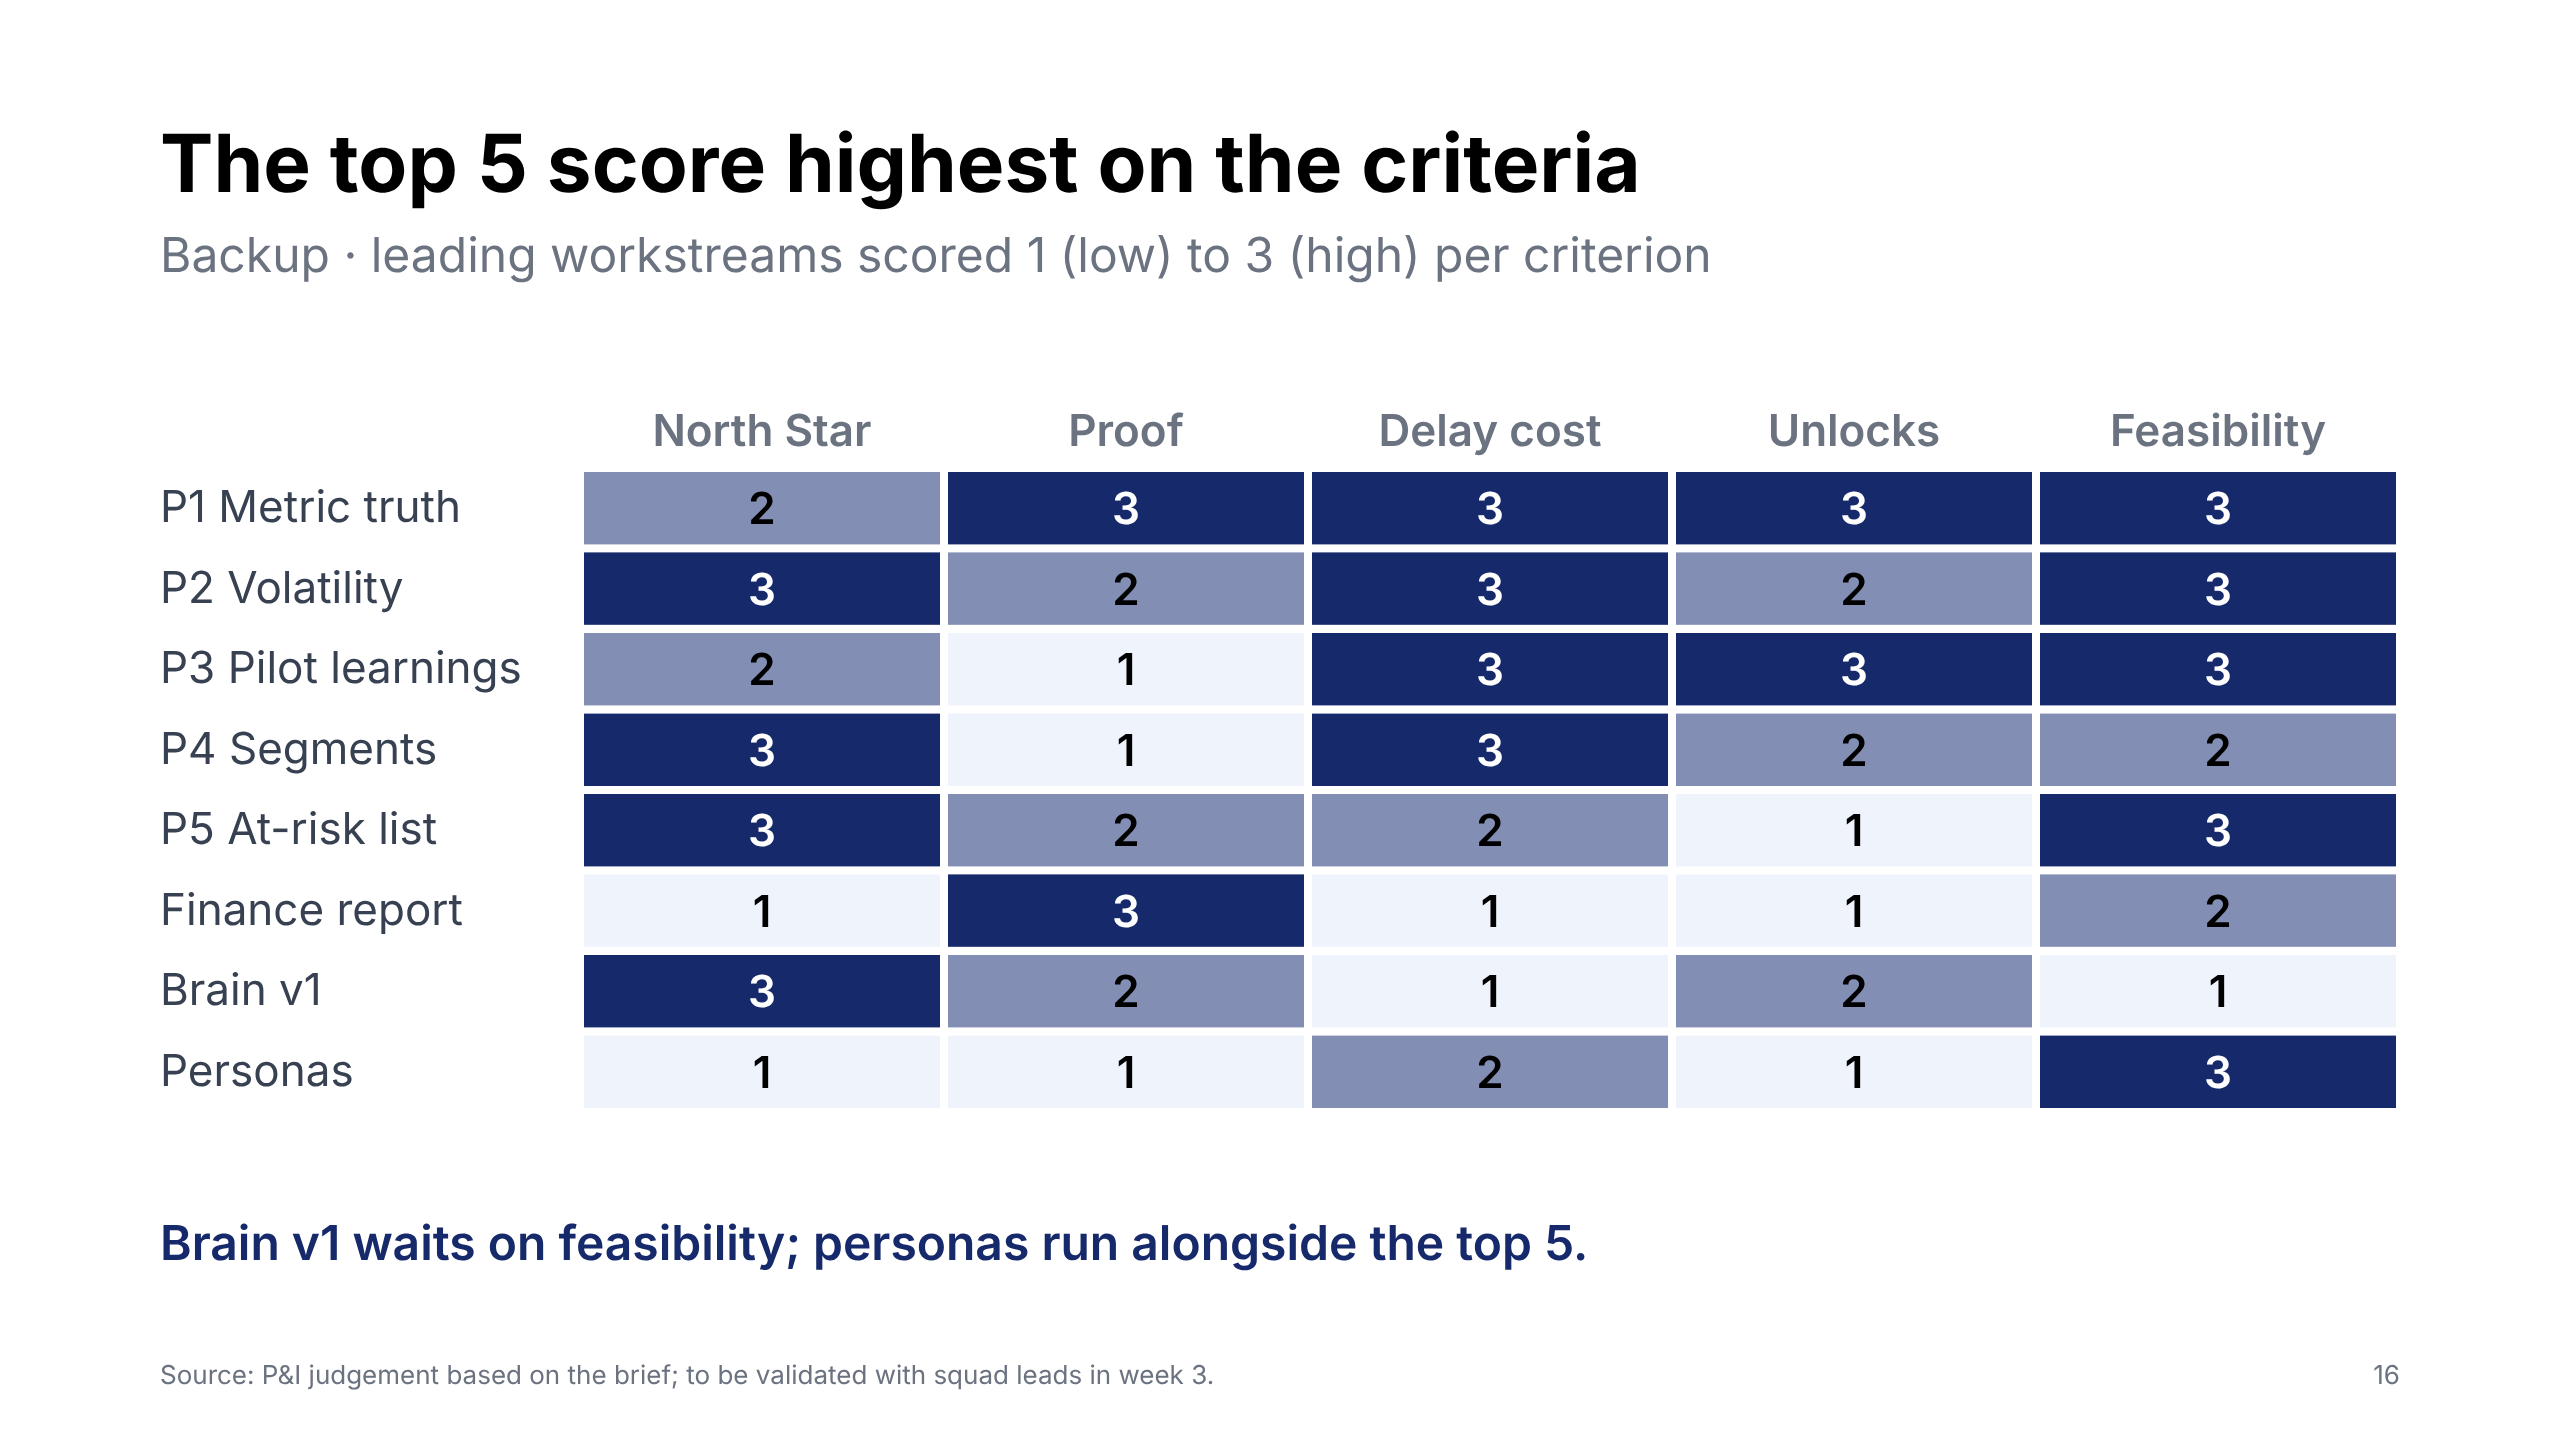 The top 5 score highest on the criteria
Backup · leading workstreams scored 1 (low) to 3 (high) per criterion
North Star Proof Delay cost Unlocks Feasibility
P1 Metric truth 2 3 3 3 3
P2 Volatility 3 2 3 2 3
P3 Pilot learnings 2 1 3 3 3
P4 Segments 3 1 3 2 2
P5 At-risk list 3 2 2 1 3
Finance report 1 3 1 1 2
Brain v1 3 2 1 2 1
Personas 1 1 2 1 3
Brain v1 waits on feasibility; personas run alongside the top 5.
Source: P&I judgement based on the brief; to be validated with squad leads in week 3. 16